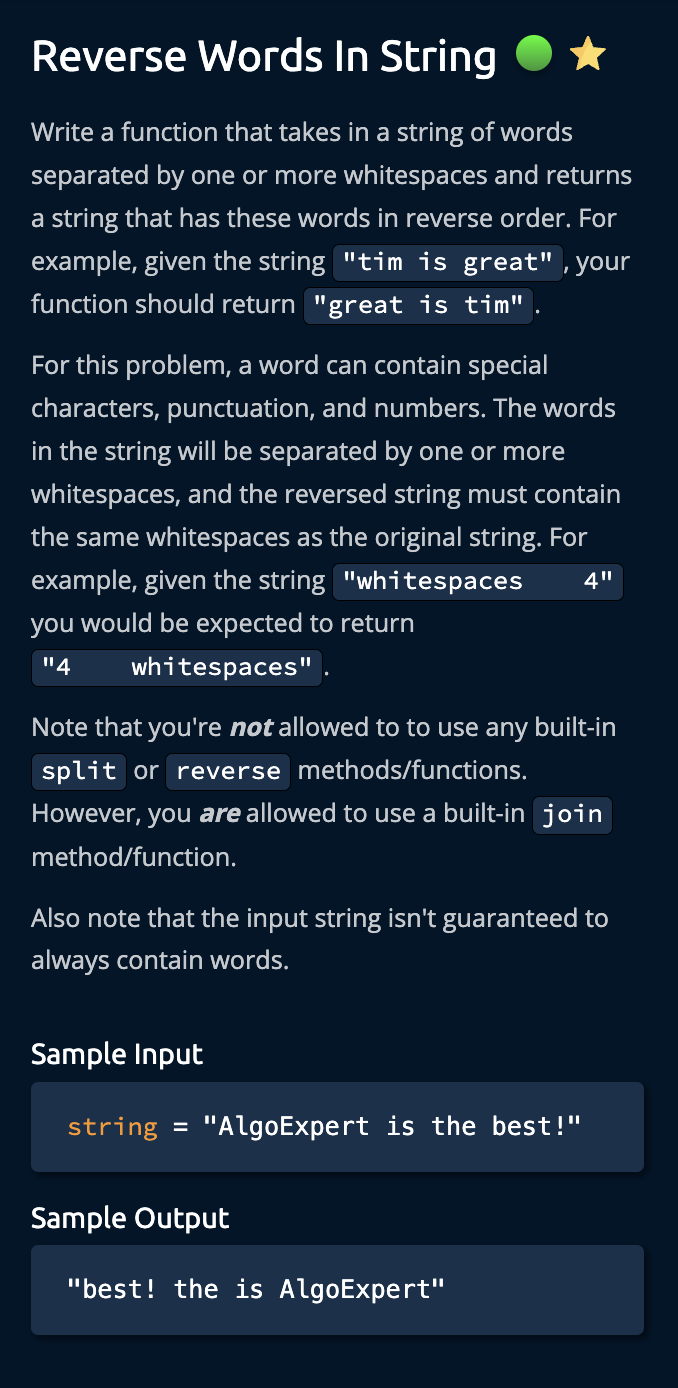 Reverse Words In String
Write a function that takes in a string of words
separated by one or more whitespaces and returns
a string that has these words in reverse order. For
example, given the string "tim is great", your
function should return "great is tim".
For this problem, a word can contain special
characters, punctuation, and numbers. The words
in the string will be separated by one or more
whitespaces, and the reversed string must contain
the same whitespaces as the original string. For
example, given the string "whitespaces    4"
you would be expected to return
"4    whitespaces".
Note that you're not allowed to to use any built-in
split or reverse methods/functions.
However, you are allowed to use a built-in join
method/function.
Also note that the input string isn't guaranteed to
always contain words.
Sample Input
string = "AlgoExpert is the best!"
Sample Output
"best! the is AlgoExpert"